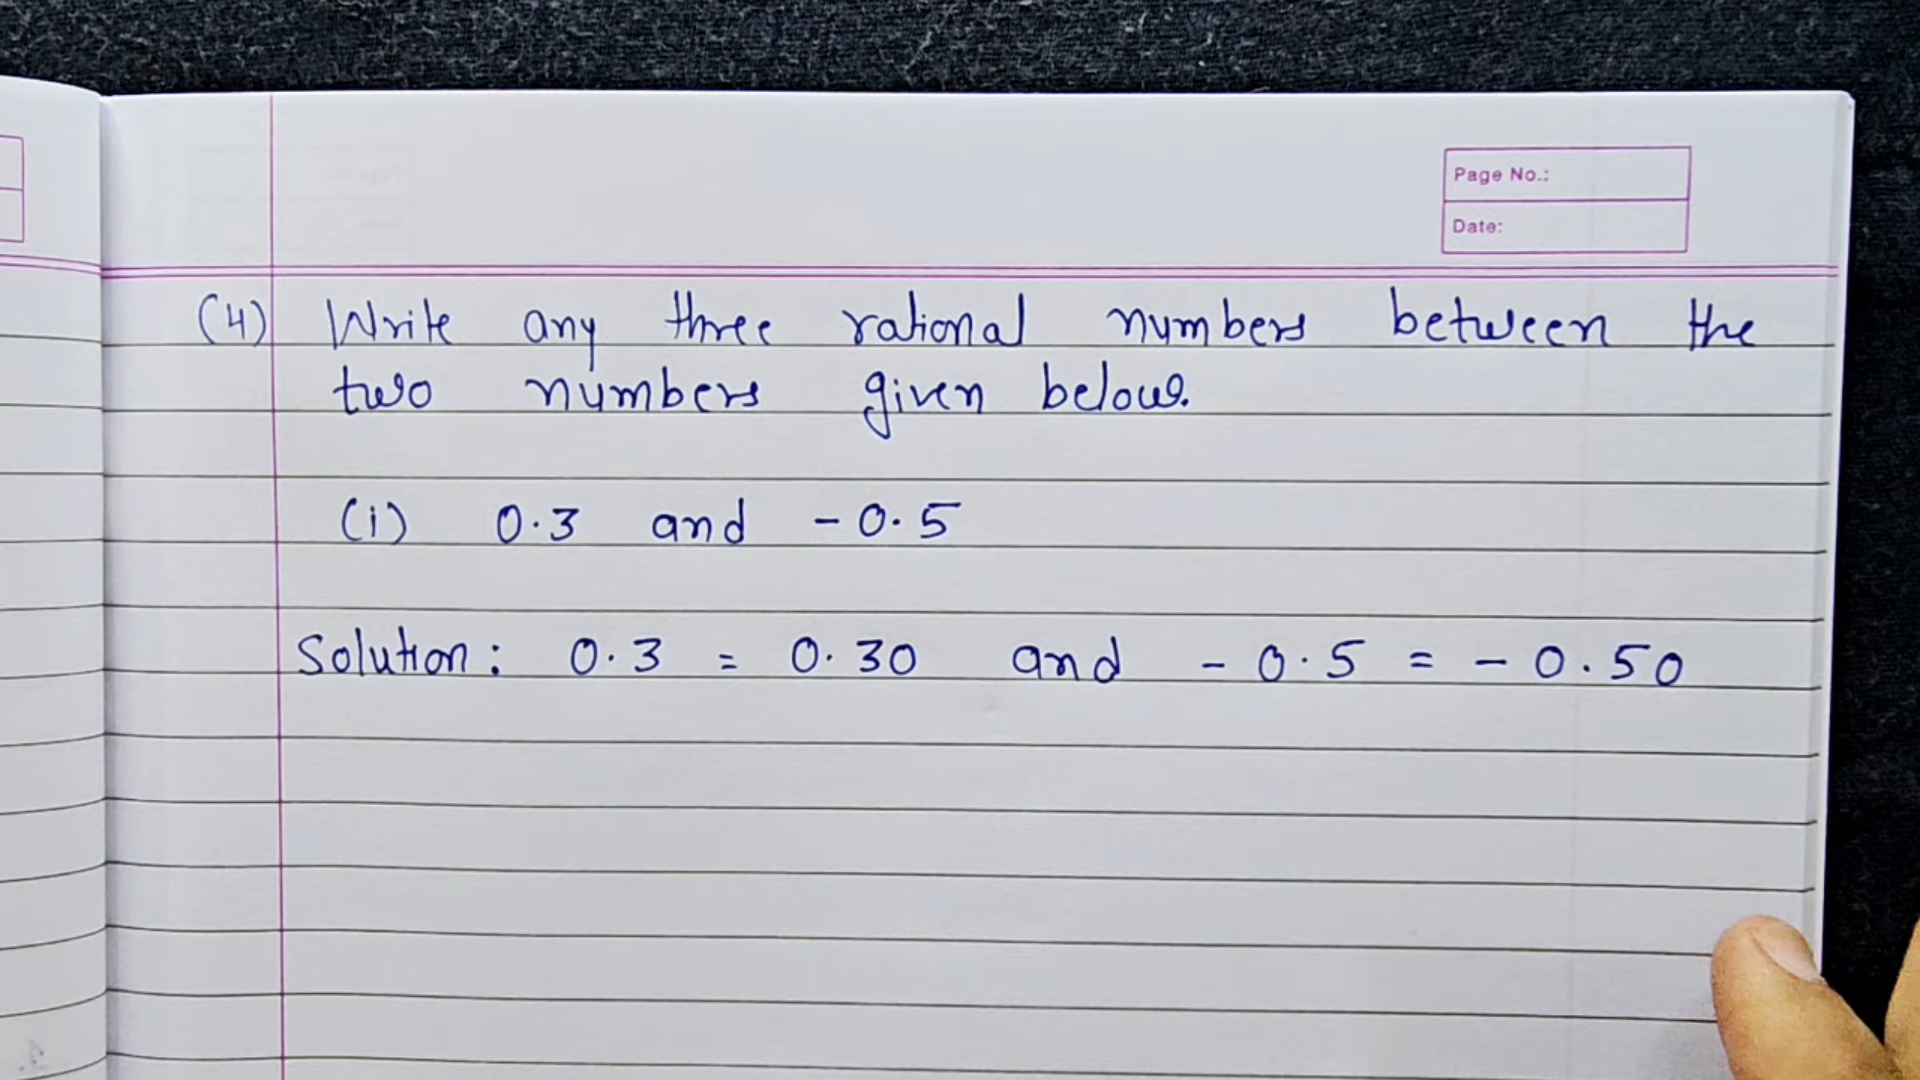 Page No.:
Date:
(4) Write any three rational numbers between the
two numbers given below.
(i) 0.3 and - 0.5
Solution: 0.3 = 0.30 and - 0.5 = - 0.50